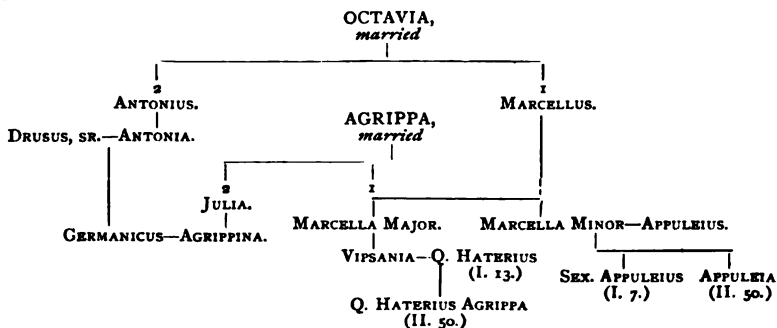 OCTAVIA,
married
2 1
ANTONIUS. MARCELLUS.
AGRIPPA,
married
DRUSUS, SR.—ANTONIA.
2 1
JULIA.
MARCELLA MAJOR. MARCELLA MINOR—APPULEIUS.
GERMANICUS—AGRIPPINA.
VIPSANIA—Q. HATERIUS
(I. 13.)
SEX. APPULEIUS APPULEIA
(I. 7.) (II. 50.)
Q. HATERIUS AGRIPPA
(II. 50.)